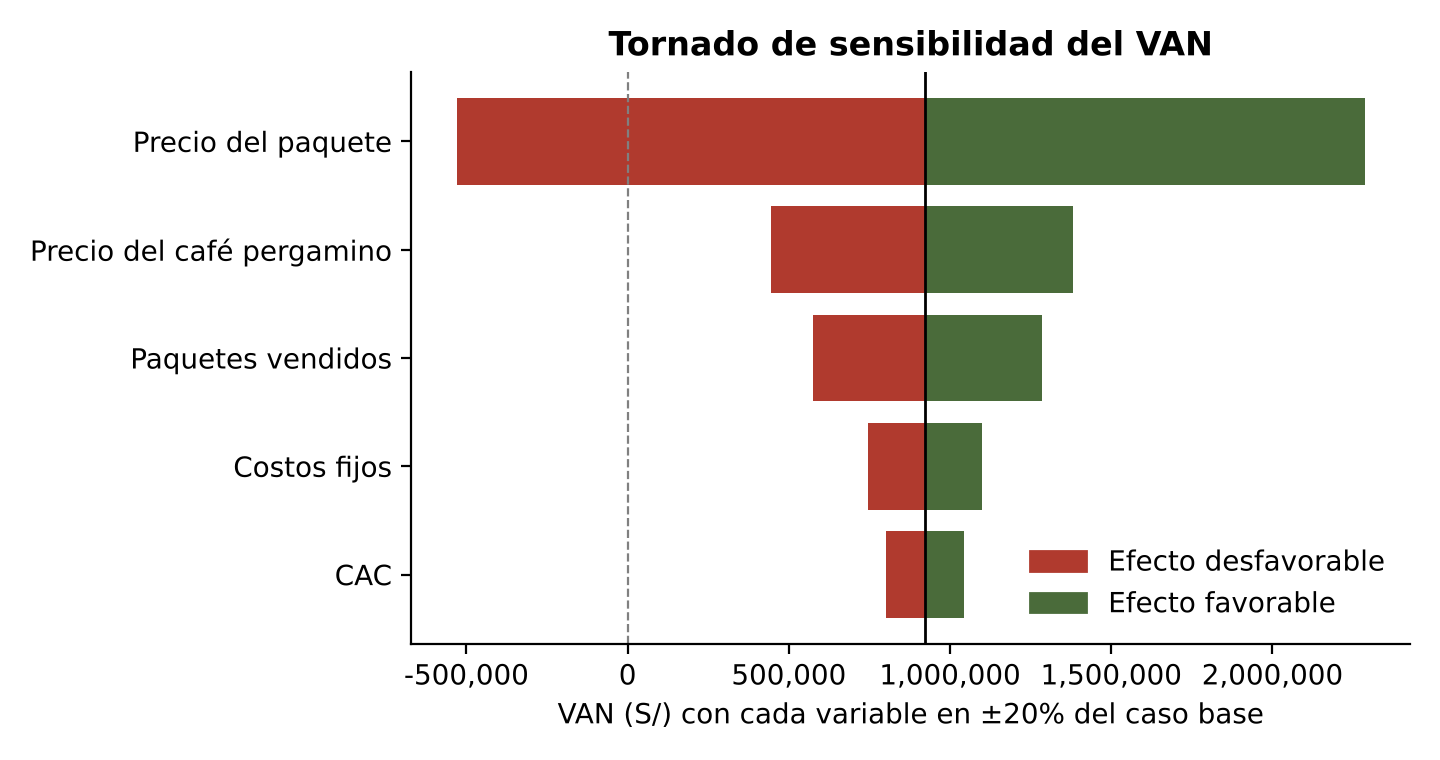 Tornado de sensibilidad del VAN
Precio del paquete
Precio del café pergamino
Paquetes vendidos
Costos fijos
CAC
Efecto desfavorable
Efecto favorable
-500,000 0 500,000 1,000,000 1,500,000 2,000,000
VAN (S/) con cada variable en ±20% del caso base